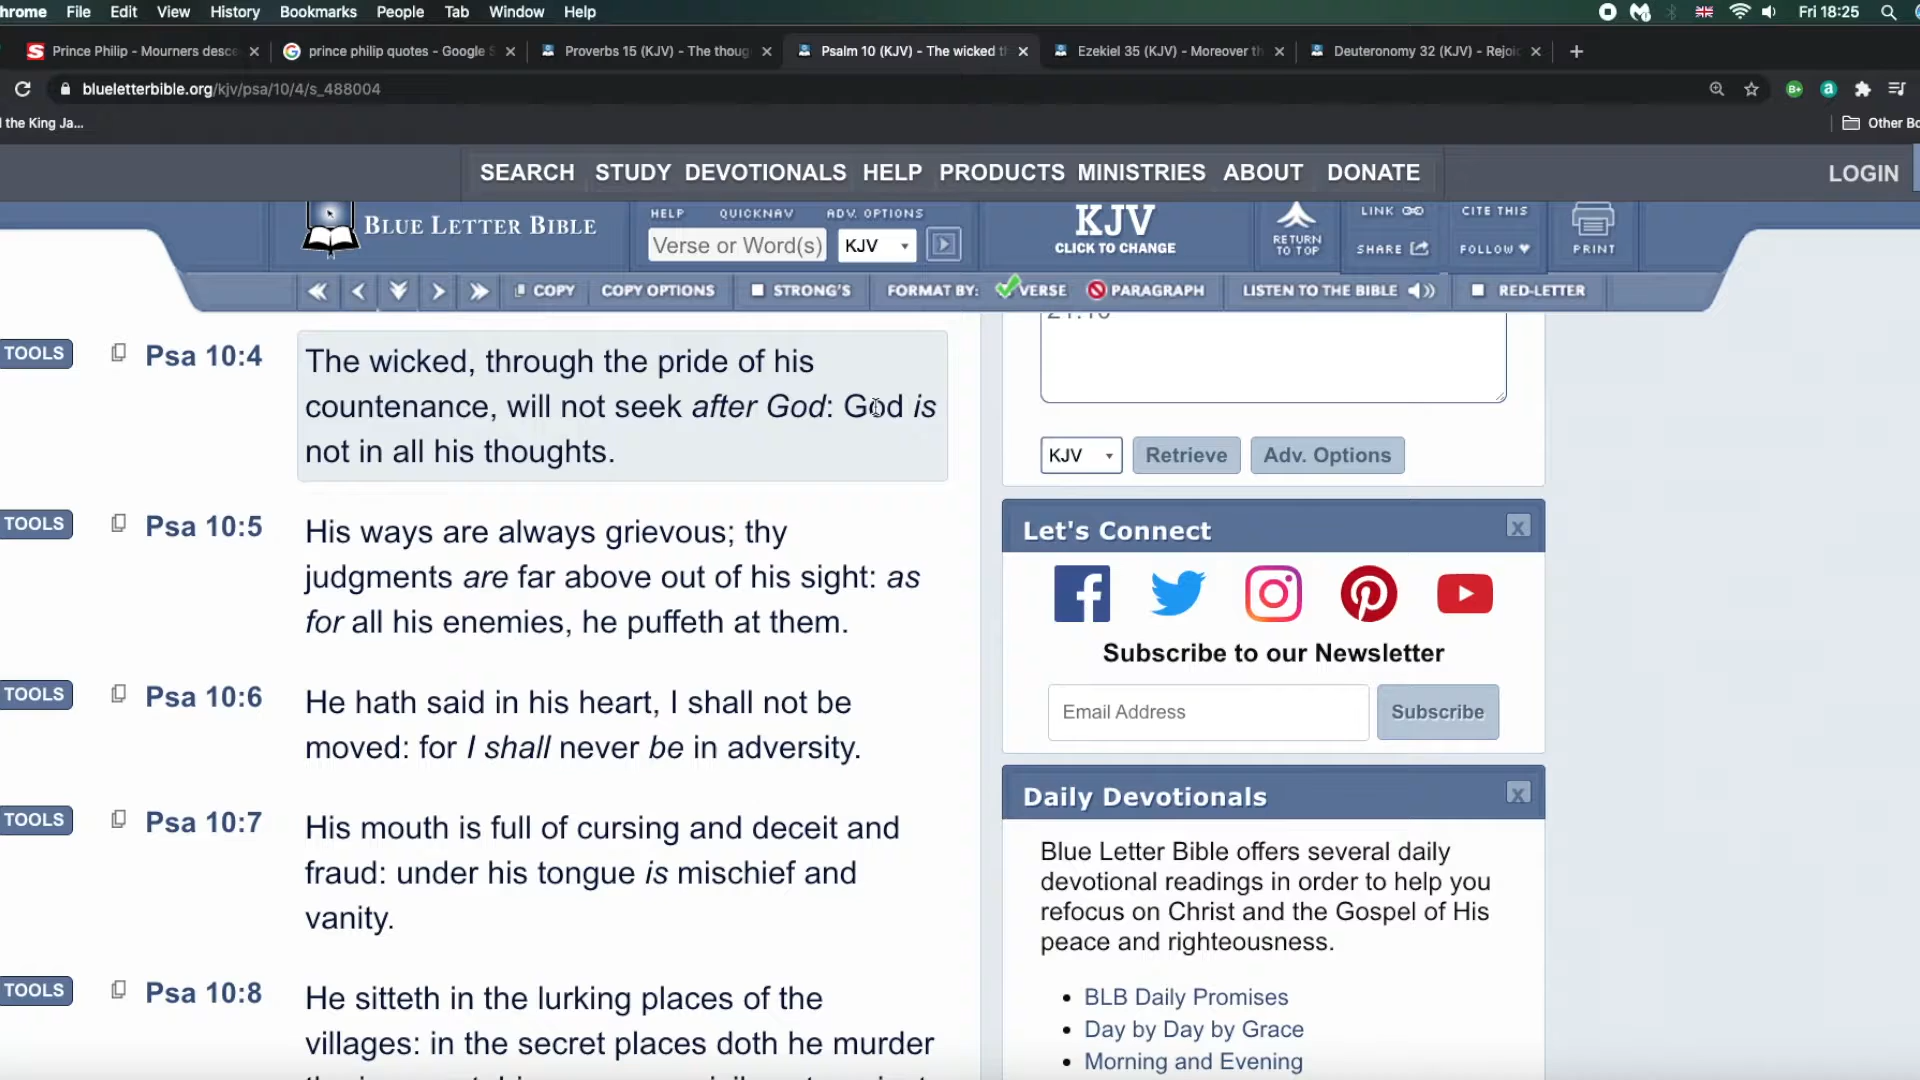 hrome File Edit View History Bookmarks People Tab Window Help Fri 18:25
Prince Philip - Mourners desce prince philip quotes - Google S Proverbs 15 (KJV) - The thoug Psalm 10 (KJV) - The wicked t Ezekiel 35 (KJV) - Moreover th Deuteronomy 32 (KJV) - Rejoi
blueletterbible.org/kjv/psa/10/4/s_488004
the King Ja... Other Bo
SEARCH STUDY DEVOTIONALS HELP PRODUCTS MINISTRIES ABOUT DONATE LOGIN
BLUE LETTER BIBLE
HELP QUICKNAV ADV. OPTIONS
Verse or Word(s) KJV
KJV
CLICK TO CHANGE
RETURN
TO TOP
LINK CITE THIS
SHARE FOLLOW PRINT
COPY COPY OPTIONS STRONG'S FORMAT BY: VERSE PARAGRAPH LISTEN TO THE BIBLE RED-LETTER
TOOLS Psa 10:4 The wicked, through the pride of his
countenance, will not seek after God: God is
not in all his thoughts.
TOOLS Psa 10:5 His ways are always grievous; thy
judgments are far above out of his sight: as
for all his enemies, he puffeth at them.
TOOLS Psa 10:6 He hath said in his heart, I shall not be
moved: for I shall never be in adversity.
TOOLS Psa 10:7 His mouth is full of cursing and deceit and
fraud: under his tongue is mischief and
vanity.
TOOLS Psa 10:8 He sitteth in the lurking places of the
villages: in the secret places doth he murder
KJV Retrieve Adv. Options
Let's Connect x
Subscribe to our Newsletter
Email Address Subscribe
Daily Devotionals x
Blue Letter Bible offers several daily
devotional readings in order to help you
refocus on Christ and the Gospel of His
peace and righteousness.
• BLB Daily Promises
• Day by Day by Grace
• Morning and Evening